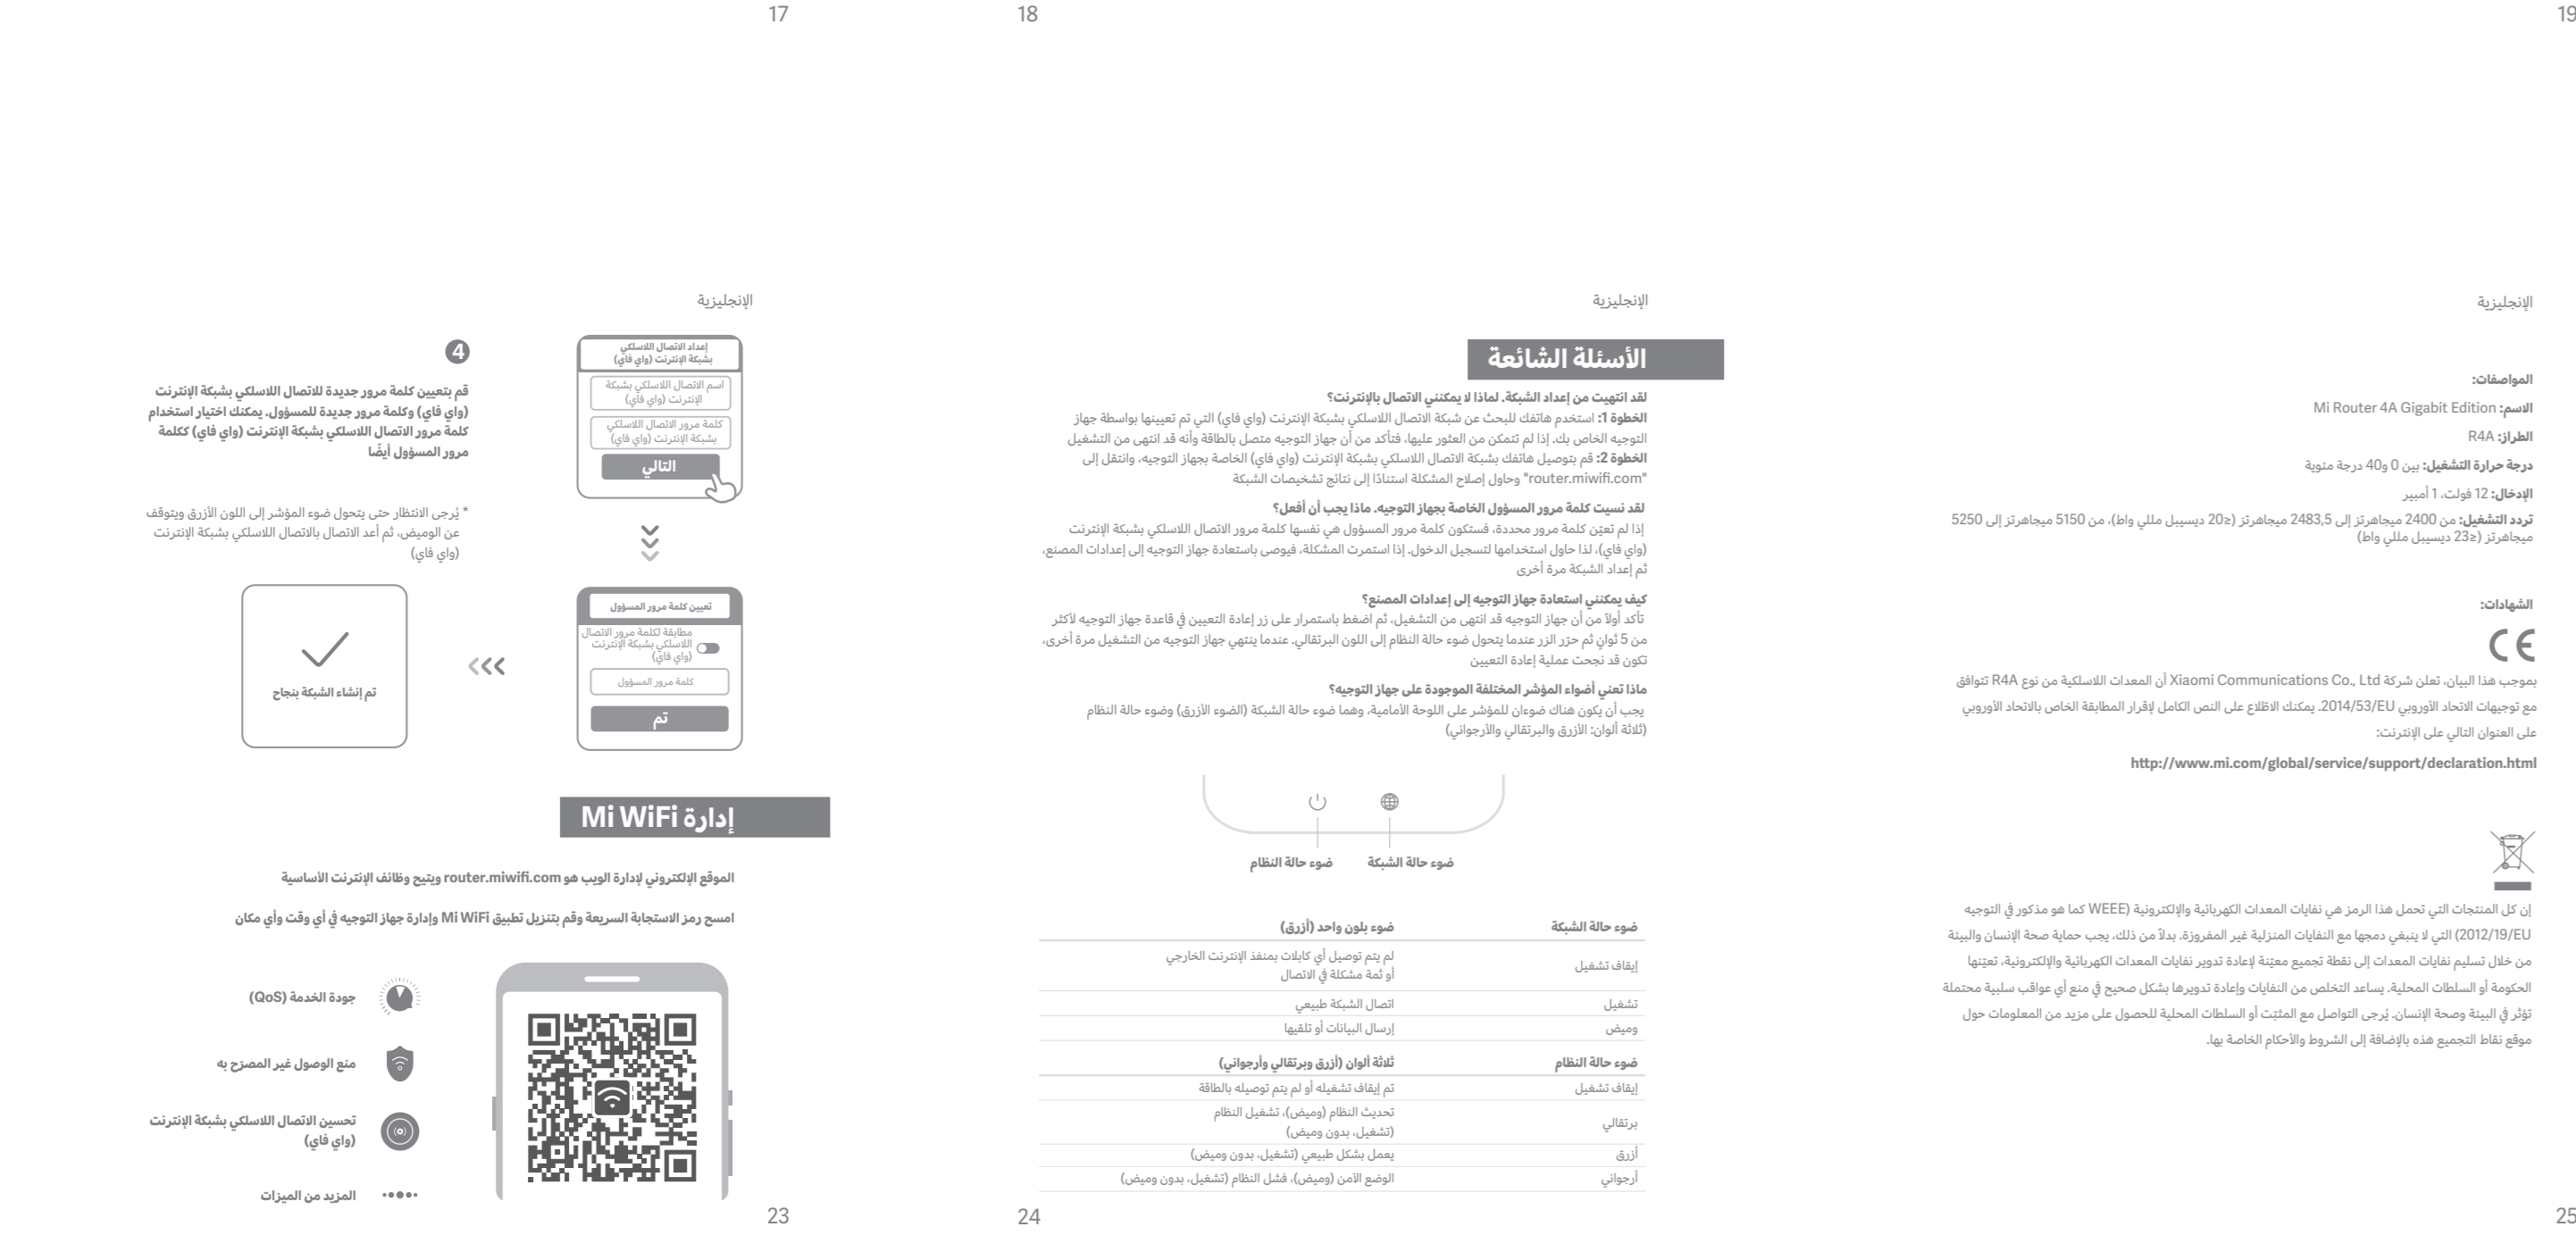 17
18
19
الإنجليزية
4
قم بتعيين كلمة مرور جديدة للاتصال اللاسلكي بشبكة الإنترنت
(واي فاي) وكلمة مرور جديدة للمسؤول. يمكنك اختيار استخدام
كلمة مرور الاتصال اللاسلكي بشبكة الإنترنت (واي فاي) ككلمة
مرور المسؤول أيضًا
* يُرجى الانتظار حتى يتحول ضوء المؤشر إلى اللون الأزرق ويتوقف
عن الوميض، ثم أعد الاتصال بالاتصال اللاسلكي بشبكة الإنترنت
(واي فاي)
إعداد الاتصال اللاسلكي
بشبكة الإنترنت (واي فاي)
اسم الاتصال اللاسلكي بشبكة
الإنترنت (واي فاي)
كلمة مرور الاتصال اللاسلكي
بشبكة الإنترنت (واي فاي)
التالي
تعيين كلمة مرور المسؤول
مطابقة لكلمة مرور الاتصال
اللاسلكي بشبكة الإنترنت
(واي فاي)
كلمة مرور المسؤول
تم
تم إنشاء الشبكة بنجاح
إدارة Mi WiFi
الموقع الإلكتروني لإدارة الويب هو router.miwifi.com ويتيح وظائف الإنترنت الأساسية
امسح رمز الاستجابة السريعة وقم بتنزيل تطبيق Mi WiFi وإدارة جهاز التوجيه في أي وقت وأي مكان
جودة الخدمة (QoS)
منع الوصول غير المصرّح به
تحسين الاتصال اللاسلكي بشبكة الإنترنت
(واي فاي)
المزيد من الميزات
23
الإنجليزية
الأسئلة الشائعة
لقد انتهيت من إعداد الشبكة. لماذا لا يمكنني الاتصال بالإنترنت؟
الخطوة 1: استخدم هاتفك للبحث عن شبكة الاتصال اللاسلكي بشبكة الإنترنت (واي فاي) التي تم تعيينها بواسطة جهاز
التوجيه الخاص بك. إذا لم تتمكن من العثور عليها، فتأكد من أن جهاز التوجيه متصل بالطاقة وأنه قد انتهى من التشغيل
الخطوة 2: قم بتوصيل هاتفك بشبكة الاتصال اللاسلكي بشبكة الإنترنت (واي فاي) الخاصة بجهاز التوجيه، وانتقل إلى
"router.miwifi.com" وحاول إصلاح المشكلة استنادًا إلى نتائج تشخيصات الشبكة
لقد نسيت كلمة مرور المسؤول الخاصة بجهاز التوجيه. ماذا يجب أن أفعل؟
إذا لم تعيّن كلمة مرور محددة، فستكون كلمة مرور المسؤول هي نفسها كلمة مرور الاتصال اللاسلكي بشبكة الإنترنت
(واي فاي)، لذا حاول استخدامها لتسجيل الدخول. إذا استمرت المشكلة، فيوصى باستعادة جهاز التوجيه إلى إعدادات المصنع،
ثم إعداد الشبكة مرة أخرى
كيف يمكنني استعادة جهاز التوجيه إلى إعدادات المصنع؟
تأكد أولاً من أن جهاز التوجيه قد انتهى من التشغيل، ثم اضغط باستمرار على زر إعادة التعيين في قاعدة جهاز التوجيه لأكثر
من 5 ثوانٍ ثم حرّر الزر عندما يتحول ضوء حالة النظام إلى اللون البرتقالي. عندما ينتهي جهاز التوجيه من التشغيل مرة أخرى،
تكون قد نجحت عملية إعادة التعيين
ماذا تعني أضواء المؤشر المختلفة الموجودة على جهاز التوجيه؟
يجب أن يكون هناك ضوءان للمؤشر على اللوحة الأمامية، وهما ضوء حالة الشبكة (الضوء الأزرق) وضوء حالة النظام
(ثلاثة ألوان: الأزرق والبرتقالي والأرجواني)
ضوء حالة الشبكة ضوء حالة النظام
ضوء حالة الشبكة ضوء بلون واحد (أزرق)
إيقاف تشغيل لم يتم توصيل أي كابلات بمنفذ الإنترنت الخارجي
أو ثمة مشكلة في الاتصال
تشغيل اتصال الشبكة طبيعي
وميض إرسال البيانات أو تلقيها
ضوء حالة النظام ثلاثة ألوان (أزرق وبرتقالي وأرجواني)
إيقاف تشغيل تم إيقاف تشغيله أو لم يتم توصيله بالطاقة
برتقالي تحديث النظام (وميض)، تشغيل النظام
(تشغيل، بدون وميض)
أزرق يعمل بشكل طبيعي (تشغيل، بدون وميض)
أرجواني الوضع الآمن (وميض)، فشل النظام (تشغيل، بدون وميض)
24
الإنجليزية
المواصفات:
الاسم: Mi Router 4A Gigabit Edition
الطراز: R4A
درجة حرارة التشغيل: بين 0 و40 درجة مئوية
الإدخال: 12 فولت، 1 أمبير
تردد التشغيل: من 2400 ميجاهرتز إلى 2483,5 ميجاهرتز (≥20 ديسيبل مللي واط)، من 5150 ميجاهرتز إلى 5250
ميجاهرتز (≥23 ديسيبل مللي واط)
الشهادات:
CE
بموجب هذا البيان، تعلن شركة Xiaomi Communications Co., Ltd أن المعدات اللاسلكية من نوع R4A تتوافق
مع توجيهات الاتحاد الأوروبي 2014/53/EU. يمكنك الاطّلاع على النص الكامل لإقرار المطابقة الخاص بالاتحاد الأوروبي
على العنوان التالي على الإنترنت:
http://www.mi.com/global/service/support/declaration.html
إن كل المنتجات التي تحمل هذا الرمز هي نفايات المعدات الكهربائية والإلكترونية (WEEE كما هو مذكور في التوجيه
2012/19/EU) التي لا ينبغي دمجها مع النفايات المنزلية غير المفروزة. بدلاً من ذلك، يجب حماية صحة الإنسان والبيئة
من خلال تسليم نفايات المعدات إلى نقطة تجميع معيّنة لإعادة تدوير نفايات المعدات الكهربائية والإلكترونية، تعيّنها
الحكومة أو السلطات المحلية. يساعد التخلص من النفايات وإعادة تدويرها بشكل صحيح في منع أي عواقب سلبية محتملة
تؤثر في البيئة وصحة الإنسان. يُرجى التواصل مع المثبّت أو السلطات المحلية للحصول على مزيد من المعلومات حول
موقع نقاط التجميع هذه بالإضافة إلى الشروط والأحكام الخاصة بها.
25